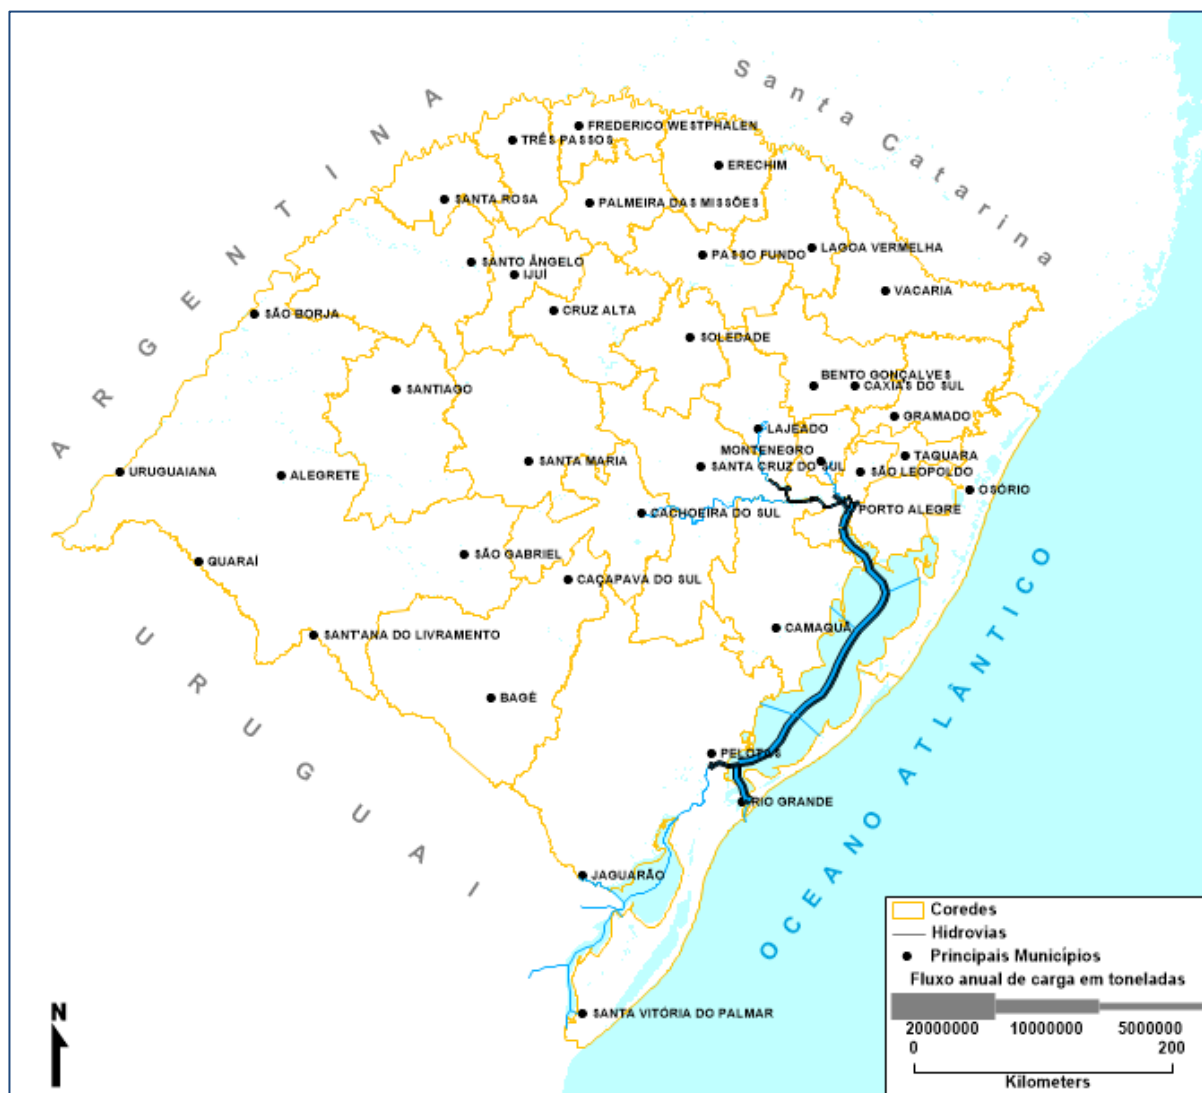 Santa Catarina
ARGENTINA
FREDERICO WESTPHALEN
TRÊS PASSOS
ERECHIM
SANTA ROSA
PALMEIRA DAS MISSÕES
LAGOA VERMELHA
PASSO FUNDO
SANTO ÂNGELO
IJUÍ
VACARIA
SÃO BORJA
CRUZ ALTA
SOLEDADE
BENTO GONÇALVES
SANTIAGO
CAXIAS DO SUL
GRAMADO
LAJEADO
MONTENEGRO
TAQUARA
URUGUAIANA
ALEGRETE
SANTA MARIA
SANTA CRUZ DO SUL
SÃO LEOPOLDO
OSÓRIO
CACHOEIRA DO SUL
PORTO ALEGRE
SÃO GABRIEL
QUARAÍ
CAÇAPAVA DO SUL
SANT'ANA DO LIVRAMENTO
CAMAQUÃ
URUGUAI
BAGÉ
PELOTAS
RIO GRANDE
OCEANO ATLÂNTICO
JAGUARÃO
SANTA VITÓRIA DO PALMAR
N
Coredes
Hidrovias
Principais Municípios
Fluxo anual de carga em toneladas
20000000 10000000 5000000
0 200
Kilometers